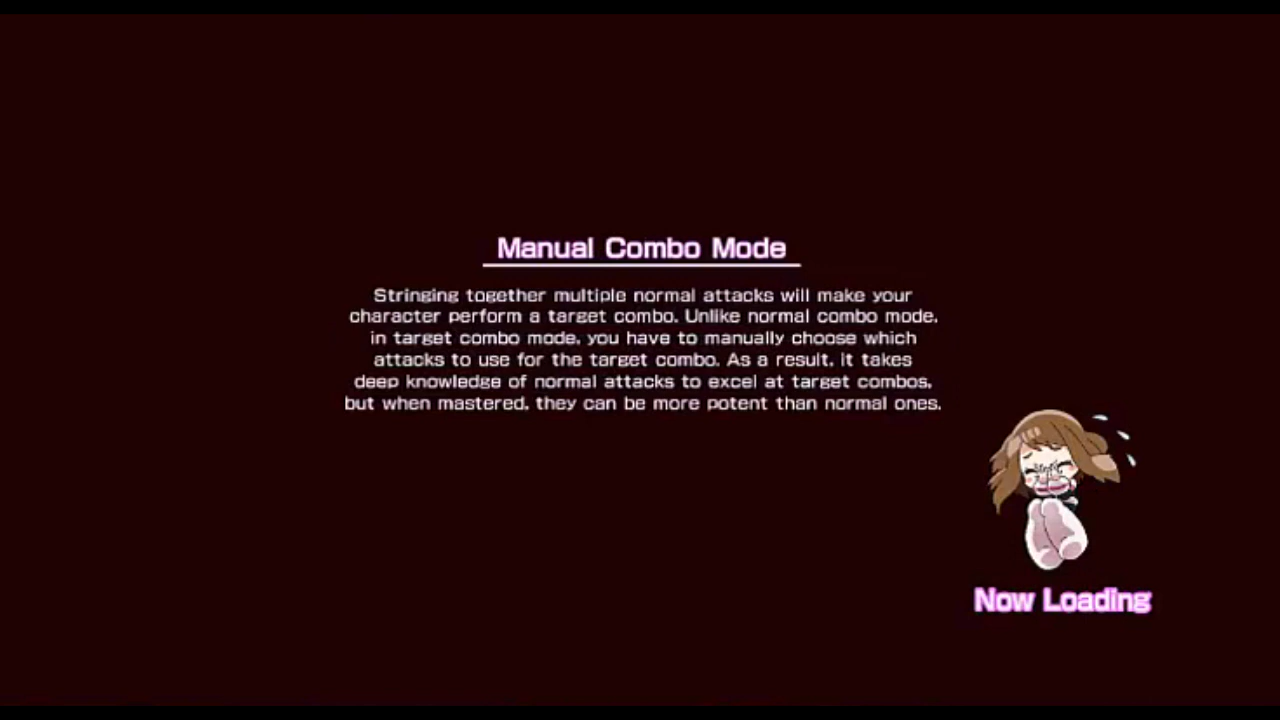 Manual Combo Mode
Stringing together multiple normal attacks will make your
character perform a target combo. Unlike normal combo mode,
in target combo mode, you have to manually choose which
attacks to use for the target combo. As a result, it takes
deep knowledge of normal attacks to excel at target combos,
but when mastered, they can be more potent than normal ones.
Now Loading